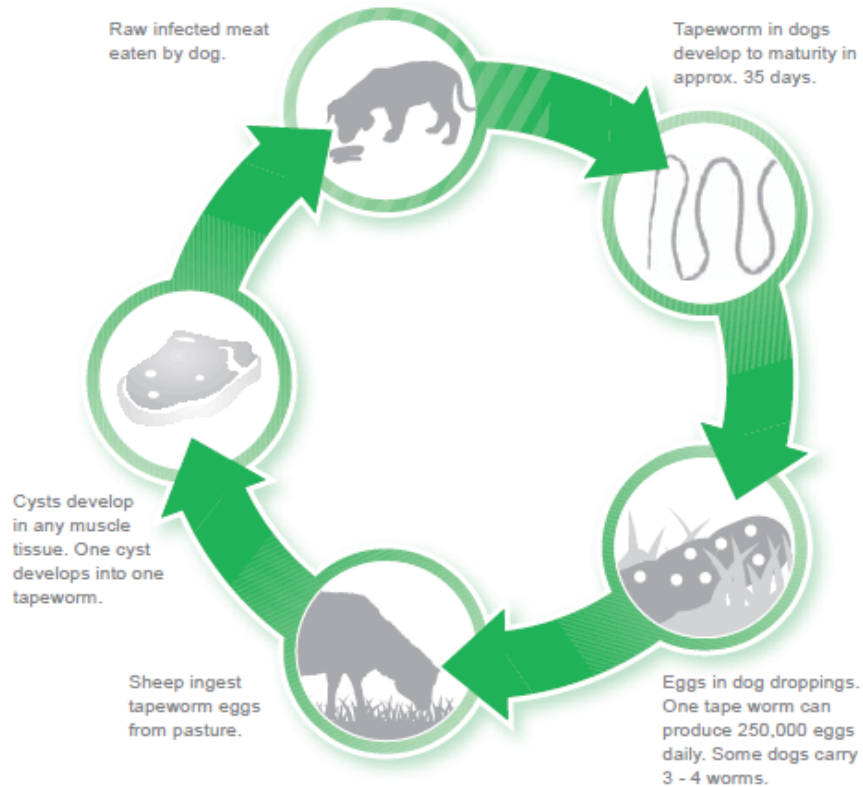 Raw infected meat
eaten by dog.
Tapeworm in dogs
develop to maturity in
approx. 35 days.
Eggs in dog droppings.
One tape worm can
produce 250,000 eggs
daily. Some dogs carry
3 - 4 worms.
Sheep ingest
tapeworm eggs
from pasture.
Cysts develop
in any muscle
tissue. One cyst
develops into one
tapeworm.